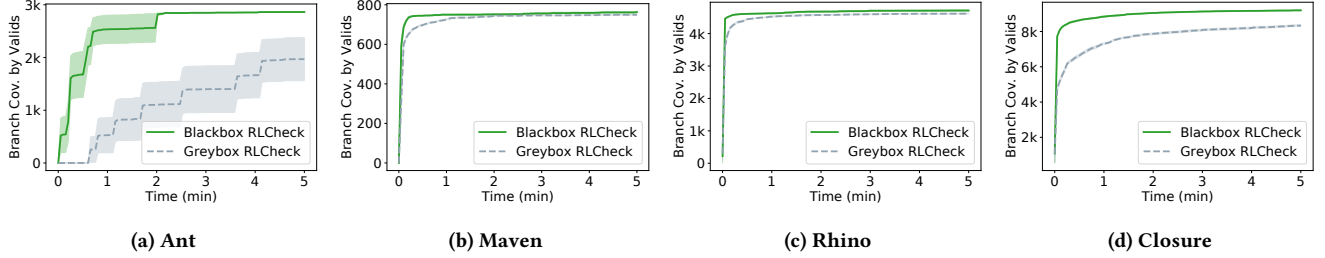 Branch Cov. by Valids
3k
2k
1k
0
Blackbox RLCheck
Greybox RLCheck
0 1 2 3 4 5
Time (min)
(a) Ant
Branch Cov. by Valids
800
600
400
200
0
Blackbox RLCheck
Greybox RLCheck
0 1 2 3 4 5
Time (min)
(b) Maven
Branch Cov. by Valids
4k
3k
2k
1k
0
Blackbox RLCheck
Greybox RLCheck
0 1 2 3 4 5
Time (min)
(c) Rhino
Branch Cov. by Valids
8k
6k
4k
2k
Blackbox RLCheck
Greybox RLCheck
0 1 2 3 4 5
Time (min)
(d) Closure